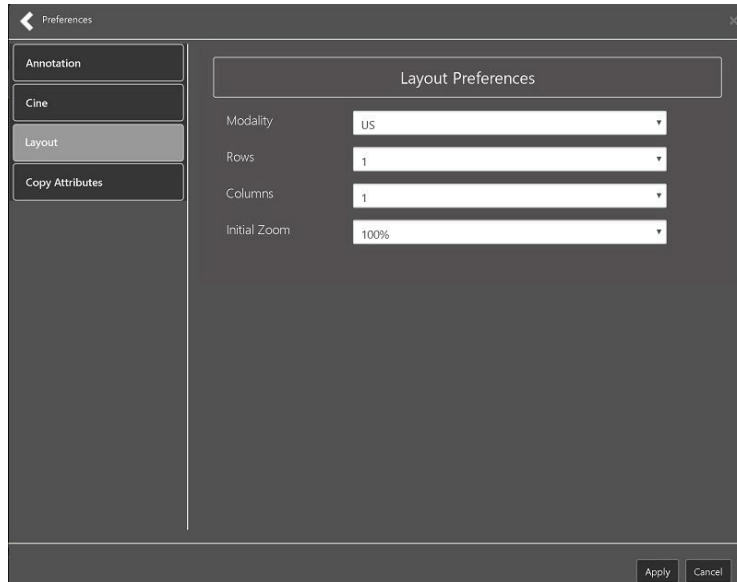 Preferences
Annotation
Cine
Layout
Copy Attributes
Layout Preferences
Modality US
Rows 1
Columns 1
Initial Zoom 100%
Apply Cancel